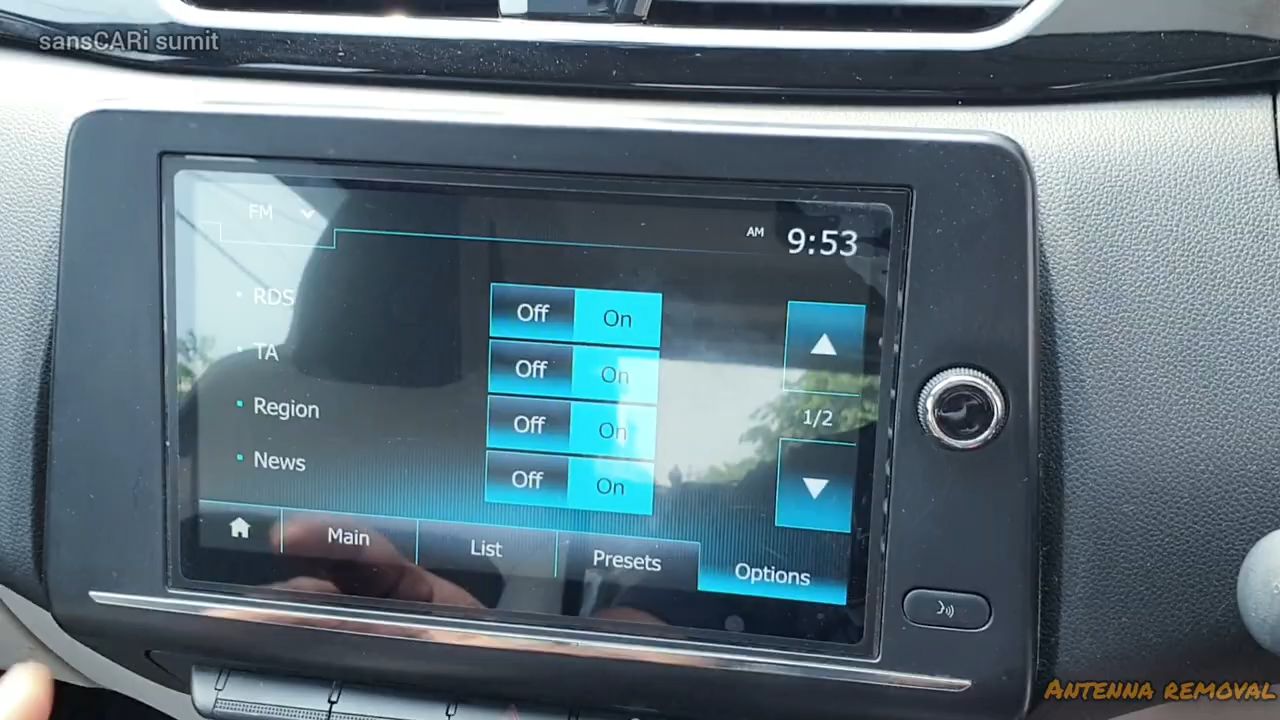 sansCARi sumit
FM
AM 9:53
RDS Off On
TA Off On
Region Off On
News Off On
1/2
Main List Presets Options
ANTENNA REMOVAL